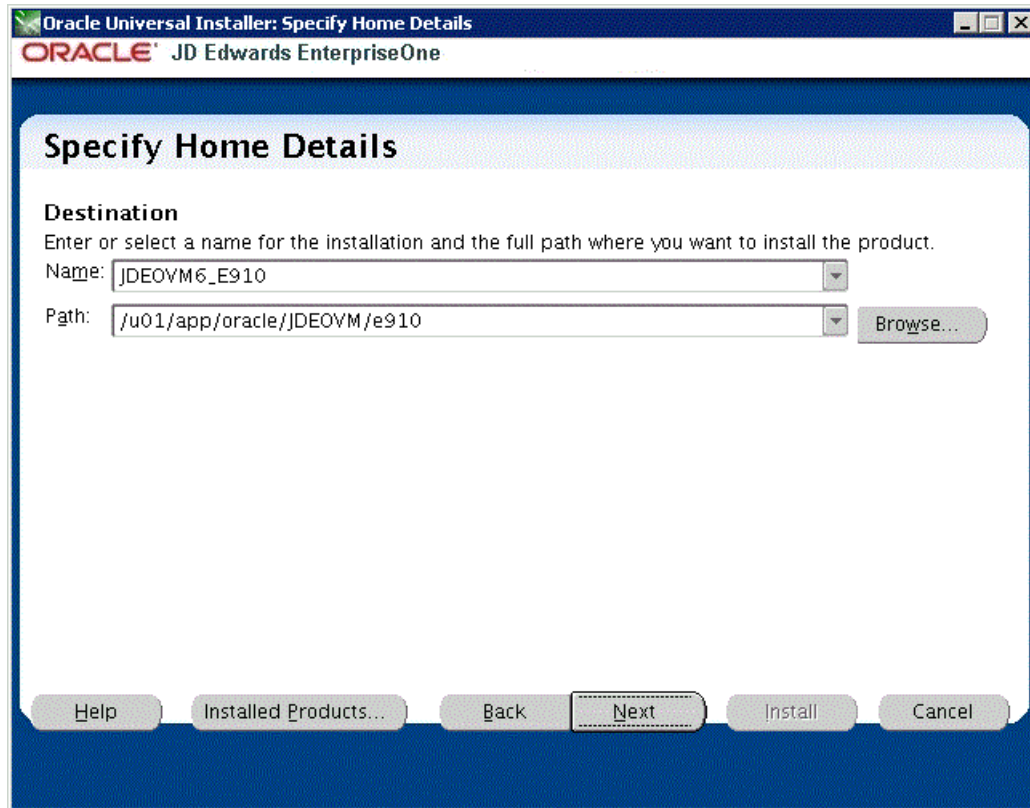 Oracle Universal Installer: Specify Home Details
ORACLE JD Edwards EnterpriseOne
Specify Home Details
Destination
Enter or select a name for the installation and the full path where you want to install the product.
Name: JDEOVM6_E910
Path: /u01/app/oracle/JDEOVM/e910 Browse...
Help Installed Products... Back Next Install Cancel